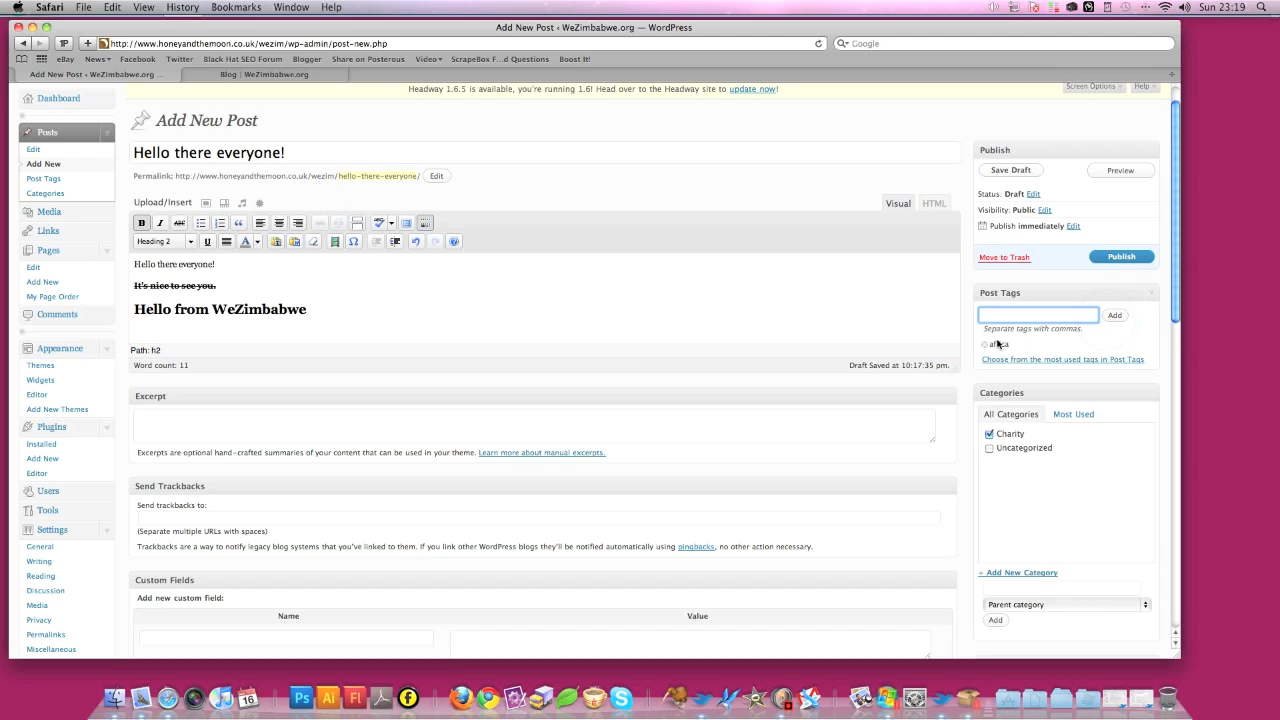 Safari File Edit View History Bookmarks Window Help Sun 23:19
Add New Post ‹ WeZimbabwe.org — WordPress
http://www.honeyandthemoon.co.uk/wezim/wp-admin/post-new.php Google
eBay News Facebook Twitter Black Hat SEO Forum Blogger Share on Posterous Video ScrapeBox F...d Questions Boost It!
Add New Post ‹ WeZimbabwe.org ... Blog | WeZimbabwe.org
Headway 1.6.5 is available, you're running 1.6! Head over to the Headway site to update now!
Screen Options Help
Dashboard
Posts
Edit
Add New
Post Tags
Categories
Media
Links
Pages
Edit
Add New
My Page Order
Comments
Appearance
Themes
Widgets
Editor
Add New Themes
Plugins
Installed
Add New
Editor
Users
Tools
Settings
General
Writing
Reading
Discussion
Media
Privacy
Permalinks
Miscellaneous
Add New Post
Hello there everyone!
Permalink: http://www.honeyandthemoon.co.uk/wezim/hello-there-everyone/ Edit
Upload/Insert Visual HTML
B I ABC
Heading 2 U A
Hello there everyone!
It's nice to see you.
Hello from WeZimbabwe
Path: h2
Word count: 11 Draft Saved at 10:17:35 pm.
Excerpt
Excerpts are optional hand-crafted summaries of your content that can be used in your theme. Learn more about manual excerpts.
Send Trackbacks
Send trackbacks to:
(Separate multiple URLs with spaces)
Trackbacks are a way to notify legacy blog systems that you've linked to them. If you link other WordPress blogs they'll be notified automatically using pingbacks, no other action necessary.
Custom Fields
Add new custom field:
Name Value
Publish
Save Draft Preview
Status: Draft Edit
Visibility: Public Edit
Publish immediately Edit
Move to Trash Publish
Post Tags
Add
Separate tags with commas.
Choose from the most used tags in Post Tags
Categories
All Categories Most Used
Charity
Uncategorized
+ Add New Category
Parent category
Add
16 Ps Ai Fl